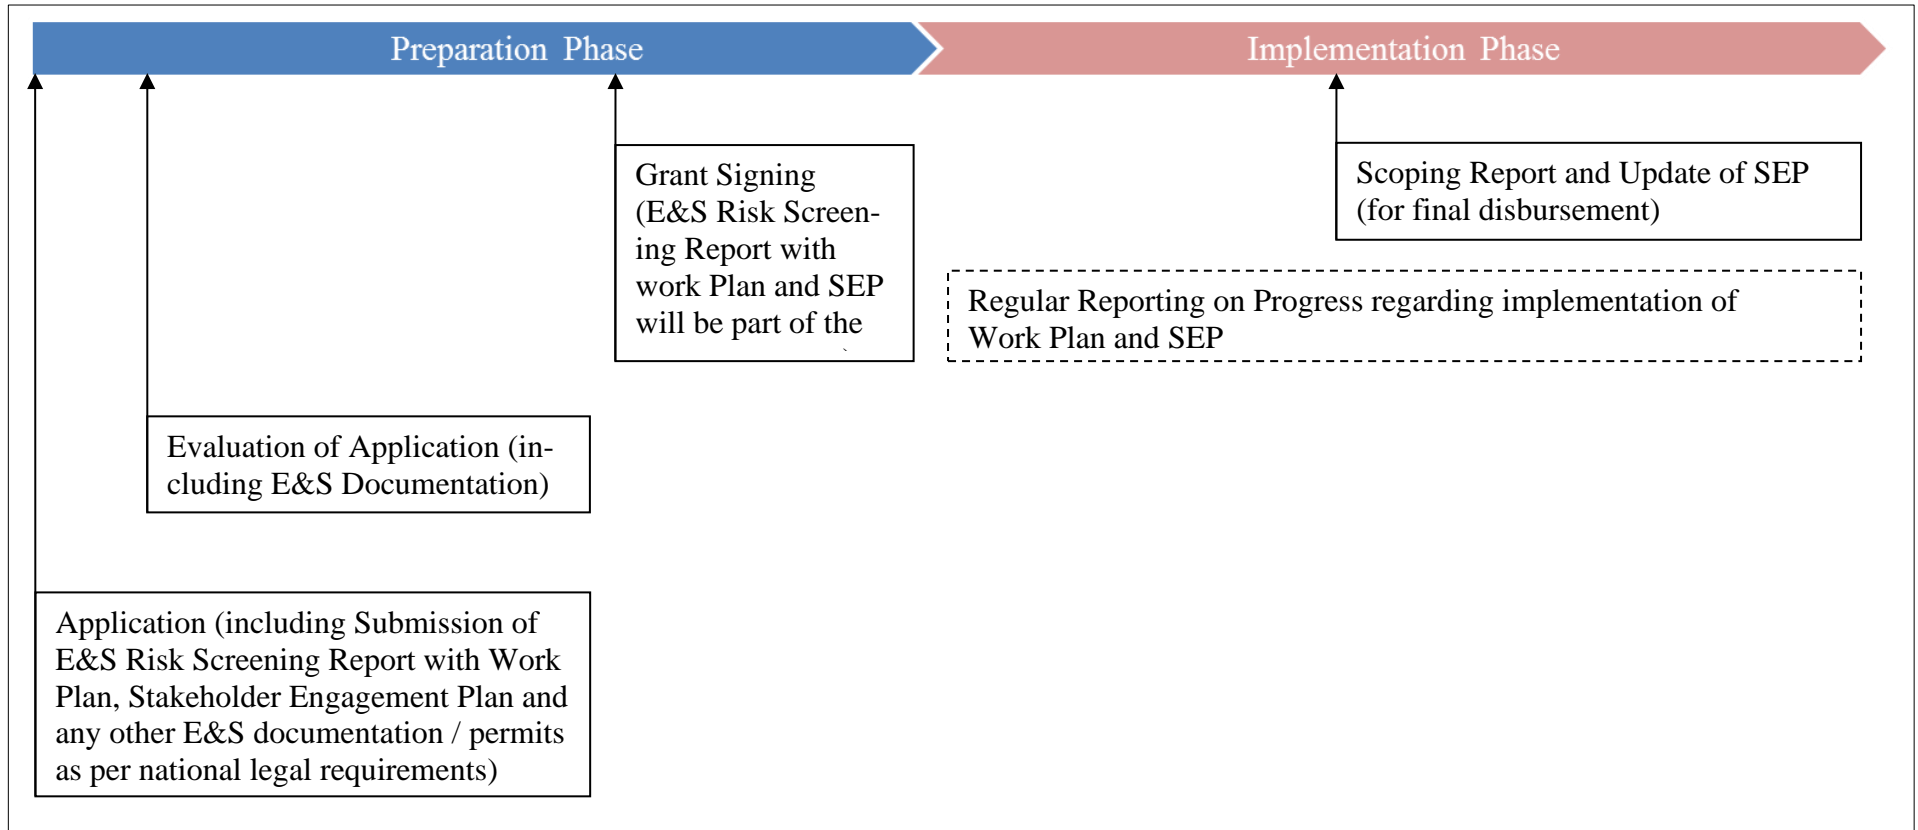 Preparation Phase
Implementation Phase
Grant Signing
(E&S Risk Screen-
ing Report with
work Plan and SEP
will be part of the
Scoping Report and Update of SEP
(for final disbursement)
Regular Reporting on Progress regarding implementation of
Work Plan and SEP
Evaluation of Application (in-
cluding E&S Documentation)
Application (including Submission of
E&S Risk Screening Report with Work
Plan, Stakeholder Engagement Plan and
any other E&S documentation / permits
as per national legal requirements)